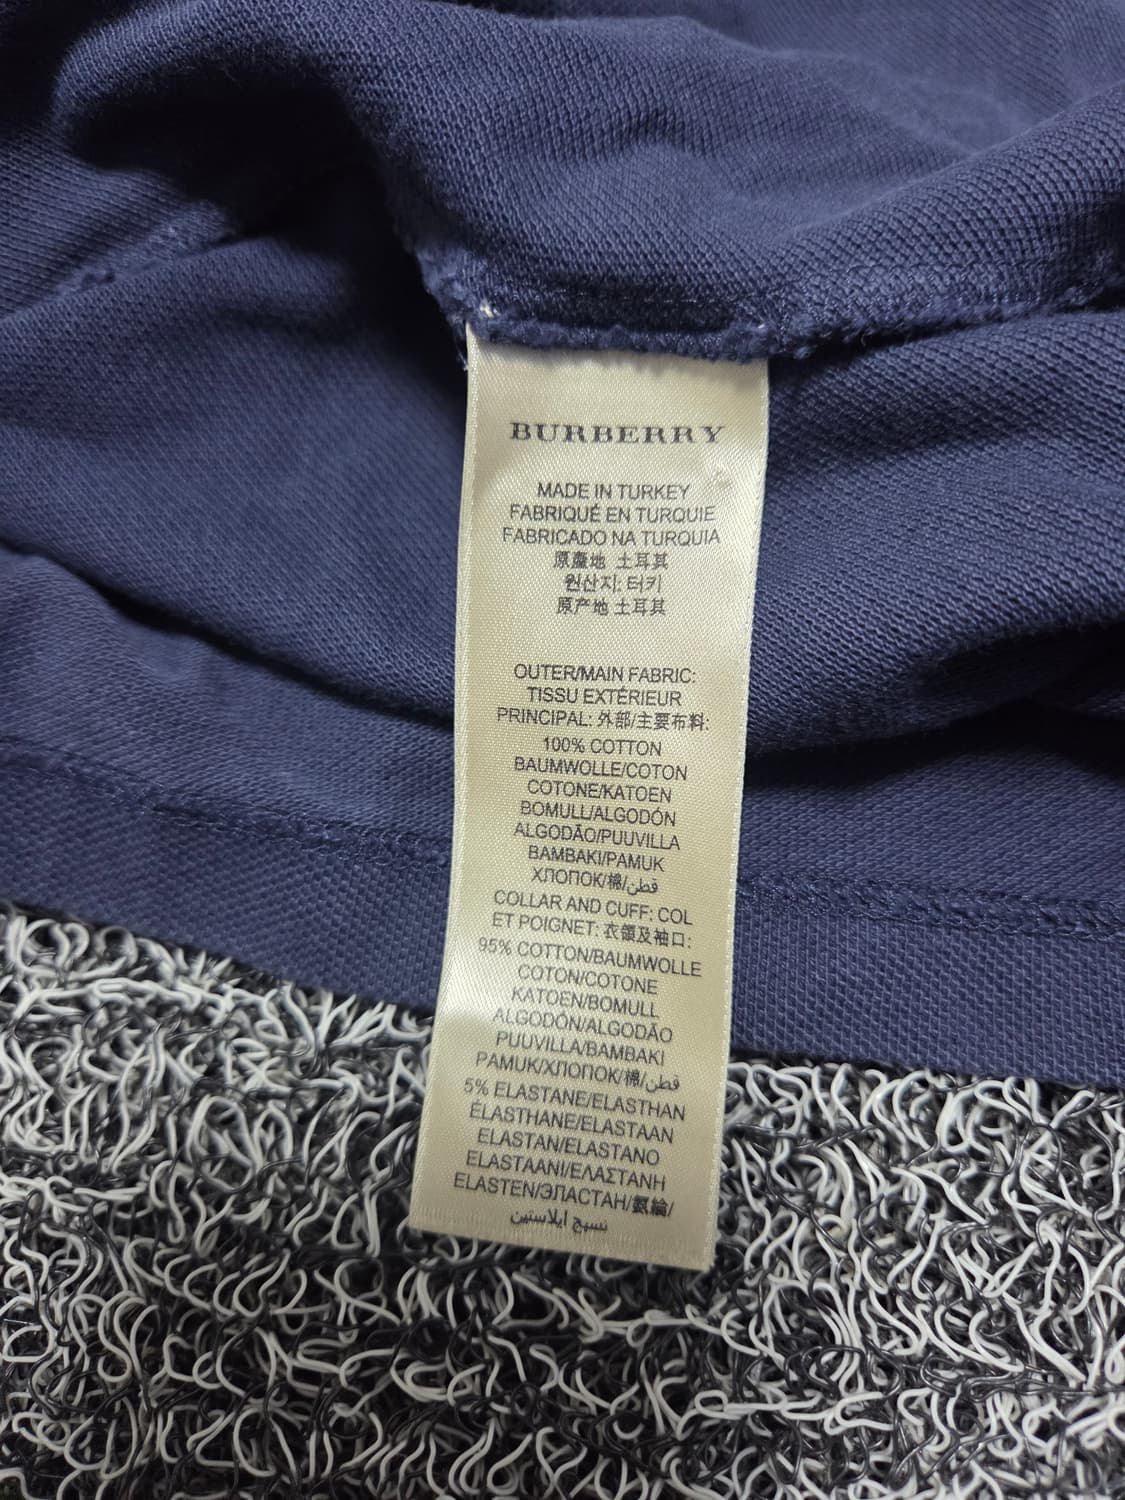 BURBERRY
MADE IN TURKEY
FABRIQUÉ EN TURQUIE
FABRICADO NA TURQUIA
原產地 土耳其
원산지: 터키
原产地 土耳其
OUTER/MAIN FABRIC:
TISSU EXTÉRIEUR
PRINCIPAL: 外部/主要布料:
100% COTTON
BAUMWOLLE/COTON
COTONE/KATOEN
BOMULL/ALGODÓN
ALGODÃO/PUUVILLA
BAMBAKI/PAMUK
ХЛОПОК/棉/قطن
COLLAR AND CUFF: COL
ET POIGNET: 衣領及袖口:
95% COTTON/BAUMWOLLE
COTON/COTONE
KATOEN/BOMULL
ALGODÓN/ALGODÃO
PUUVILLA/BAMBAKI
PAMUK/ХЛОПОК/棉/قطن
5% ELASTANE/ELASTHAN
ÉLASTHANE/ELASTAAN
ELASTAN/ELASTANO
ELASTAANI/ΕΛΑΣΤΑΝΗ
ELASTEN/ЭЛАСТАН/氨綸/
نسيج ايلاستين